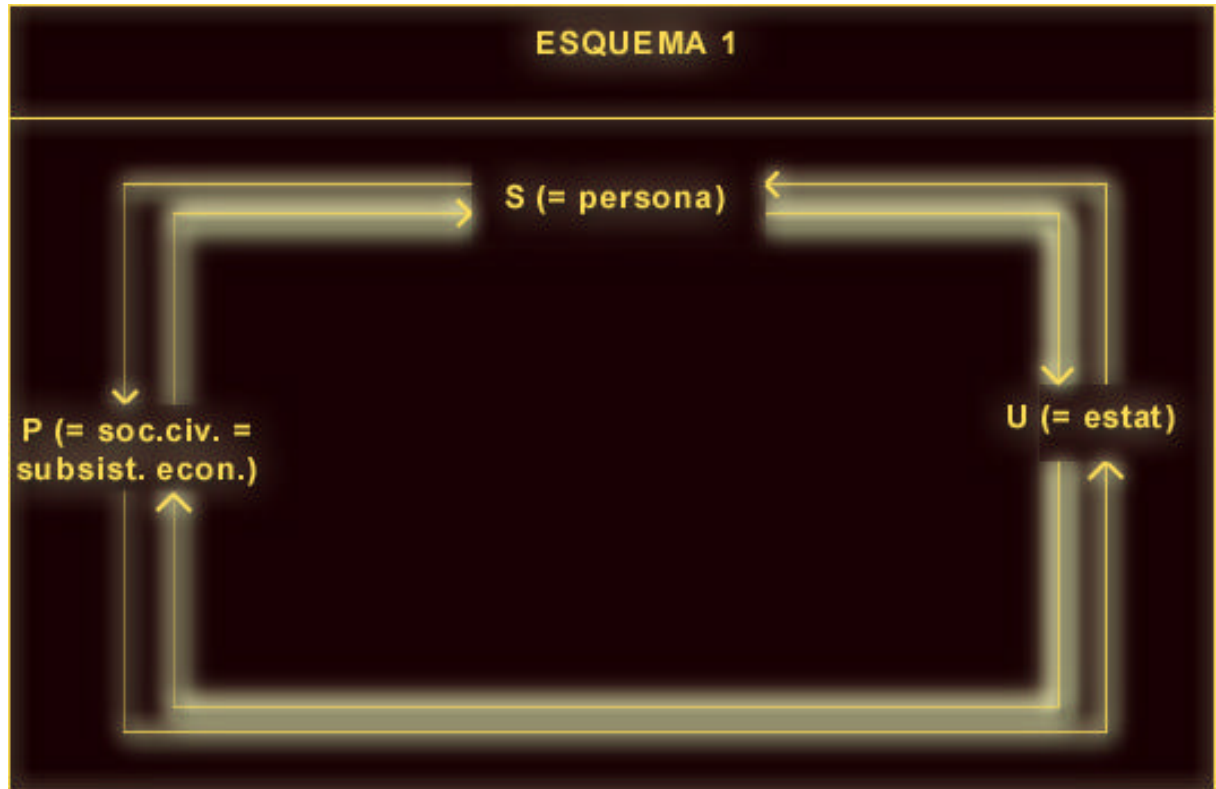 ESQUEMA 1
S (= persona)
P (= soc.civ. =
subsist. econ.)
U (= estat)